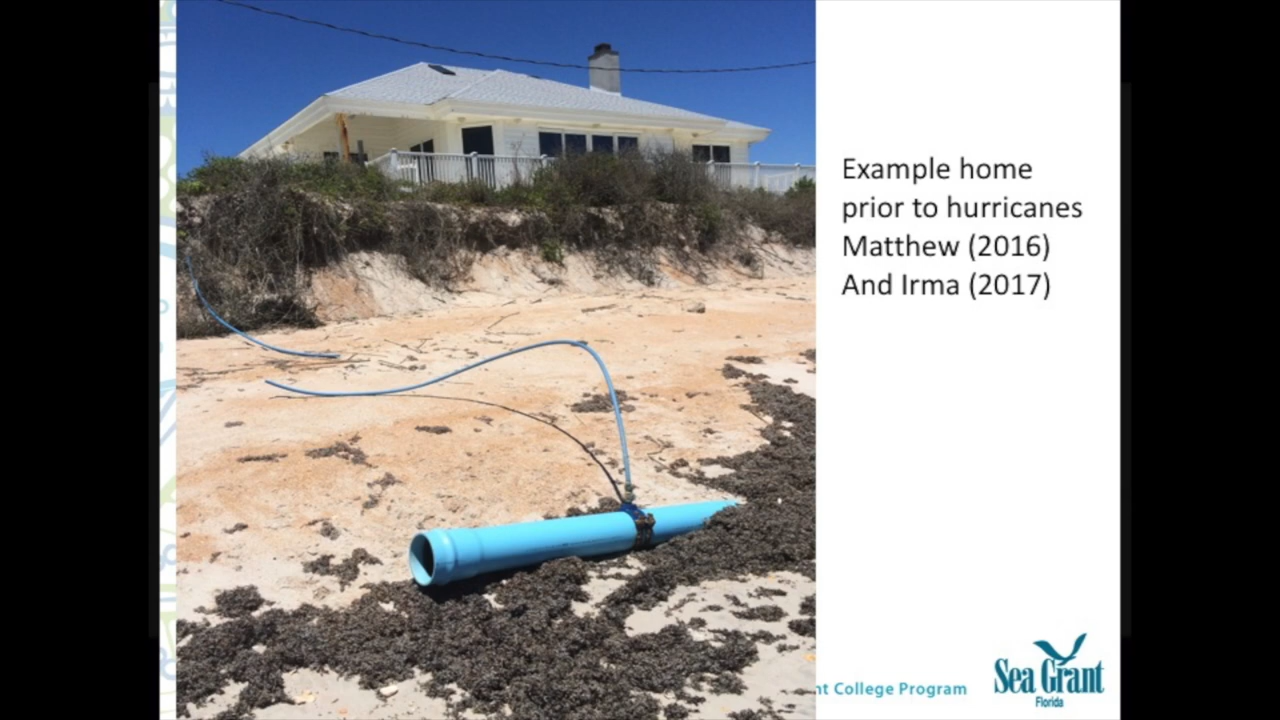 Example home
prior to hurricanes
Matthew (2016)
And Irma (2017)
nt College Program
Sea Grant
Florida